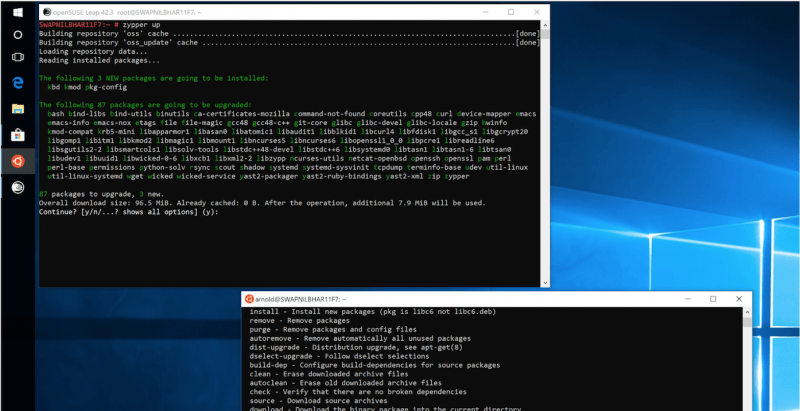 openSUSE Leap 42.3 root@SWAPNILBHAR11F7: ~
SWAPNILBHAR11F7:~ # zypper up
Building repository 'oss' cache ................................................................................[done]
Building repository 'oss_update' cache .........................................................................[done]
Loading repository data...
Reading installed packages...
The following 3 NEW packages are going to be installed:
kbd kmod pkg-config
The following 87 packages are going to be upgraded:
bash bind-libs bind-utils binutils ca-certificates-mozilla command-not-found coreutils cpp48 curl device-mapper emacs
emacs-info emacs-nox etags file file-magic gcc48 gcc48-c++ git-core glibc glibc-devel glibc-locale gzip hwinfo
kmod-compat krb5-mini libapparmor1 libasan0 libatomic1 libaudit1 libblkid1 libcurl4 libfdisk1 libgcc_s1 libgcrypt20
libgomp1 libitm1 libkmod2 libmagic1 libmount1 libncurses5 libncurses6 libopenssl1_0_0 libpcre1 libreadline6
libsgutils2-2 libsmartcols1 libsolv-tools libstdc++48-devel libstdc++6 libsystemd0 libtasn1 libtasn1-6 libtsan0
libudev1 libuuid1 libwicked-0-6 libxcb1 libxml2-2 libzypp ncurses-utils netcat-openbsd openssh openssl pam perl
perl-base permissions python-solv rsync scout shadow systemd systemd-sysvinit tcpdump terminfo-base udev util-linux
util-linux-systemd wget wicked wicked-service yast2-packager yast2-ruby-bindings yast2-xml zip zypper
87 packages to upgrade, 3 new.
Overall download size: 96.5 MiB. Already cached: 0 B. After the operation, additional 7.9 MiB will be used.
Continue? [y/n/...? shows all options] (y):
arnold@SWAPNILBHAR11F7: ~
install - Install new packages (pkg is libc6 not libc6.deb)
remove - Remove packages
purge - Remove packages and config files
autoremove - Remove automatically all unused packages
dist-upgrade - Distribution upgrade, see apt-get(8)
dselect-upgrade - Follow dselect selections
build-dep - Configure build-dependencies for source packages
clean - Erase downloaded archive files
autoclean - Erase old downloaded archive files
check - Verify that there are no broken dependencies
source - Download source archives
download - Download the binary package into the current directory